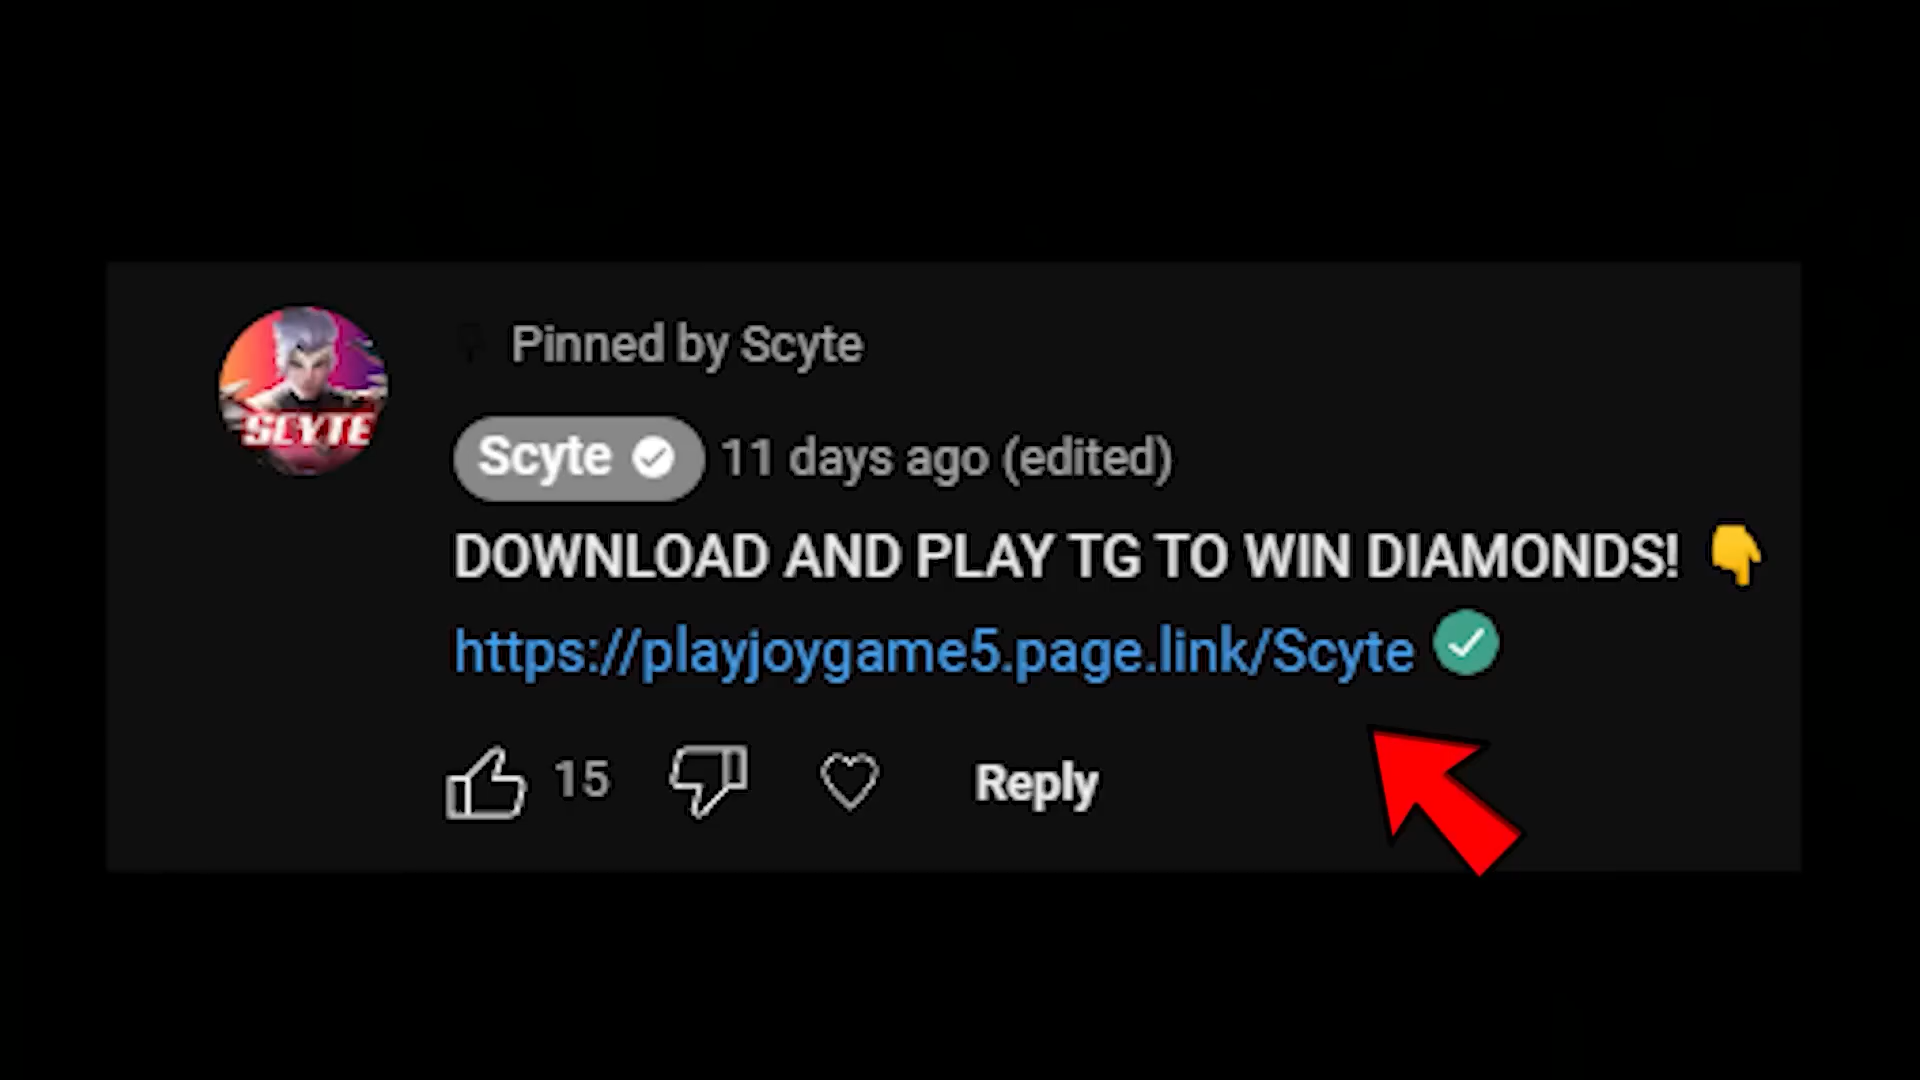 Pinned by Scyte
SCYTE
Scyte 11 days ago (edited)
DOWNLOAD AND PLAY TG TO WIN DIAMONDS! 👇
https://playjoygame5.page.link/Scyte
15 Reply